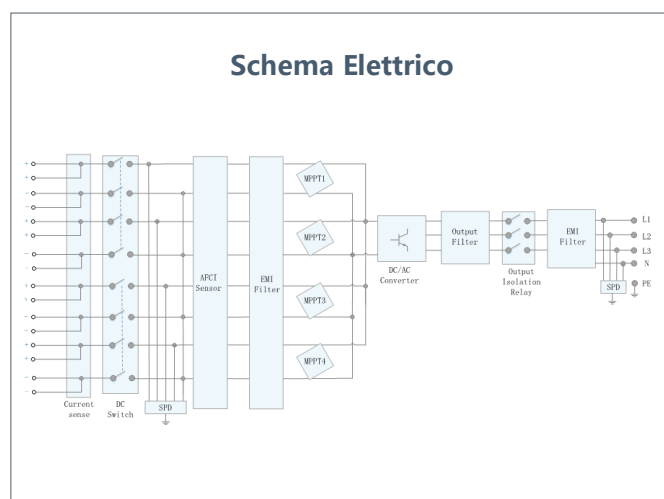 Schema Elettrico
+
+
−
−
+
+
−
−
+
+
−
−
+
+
−
−
Current sense
DC Switch
SPD
AFCI Sensor
EMI Filter
MPPT1
MPPT2
MPPT3
MPPT4
DC/AC Converter
Output Filter
Output Isolation Relay
EMI Filter
SPD
L1
L2
L3
N
PE